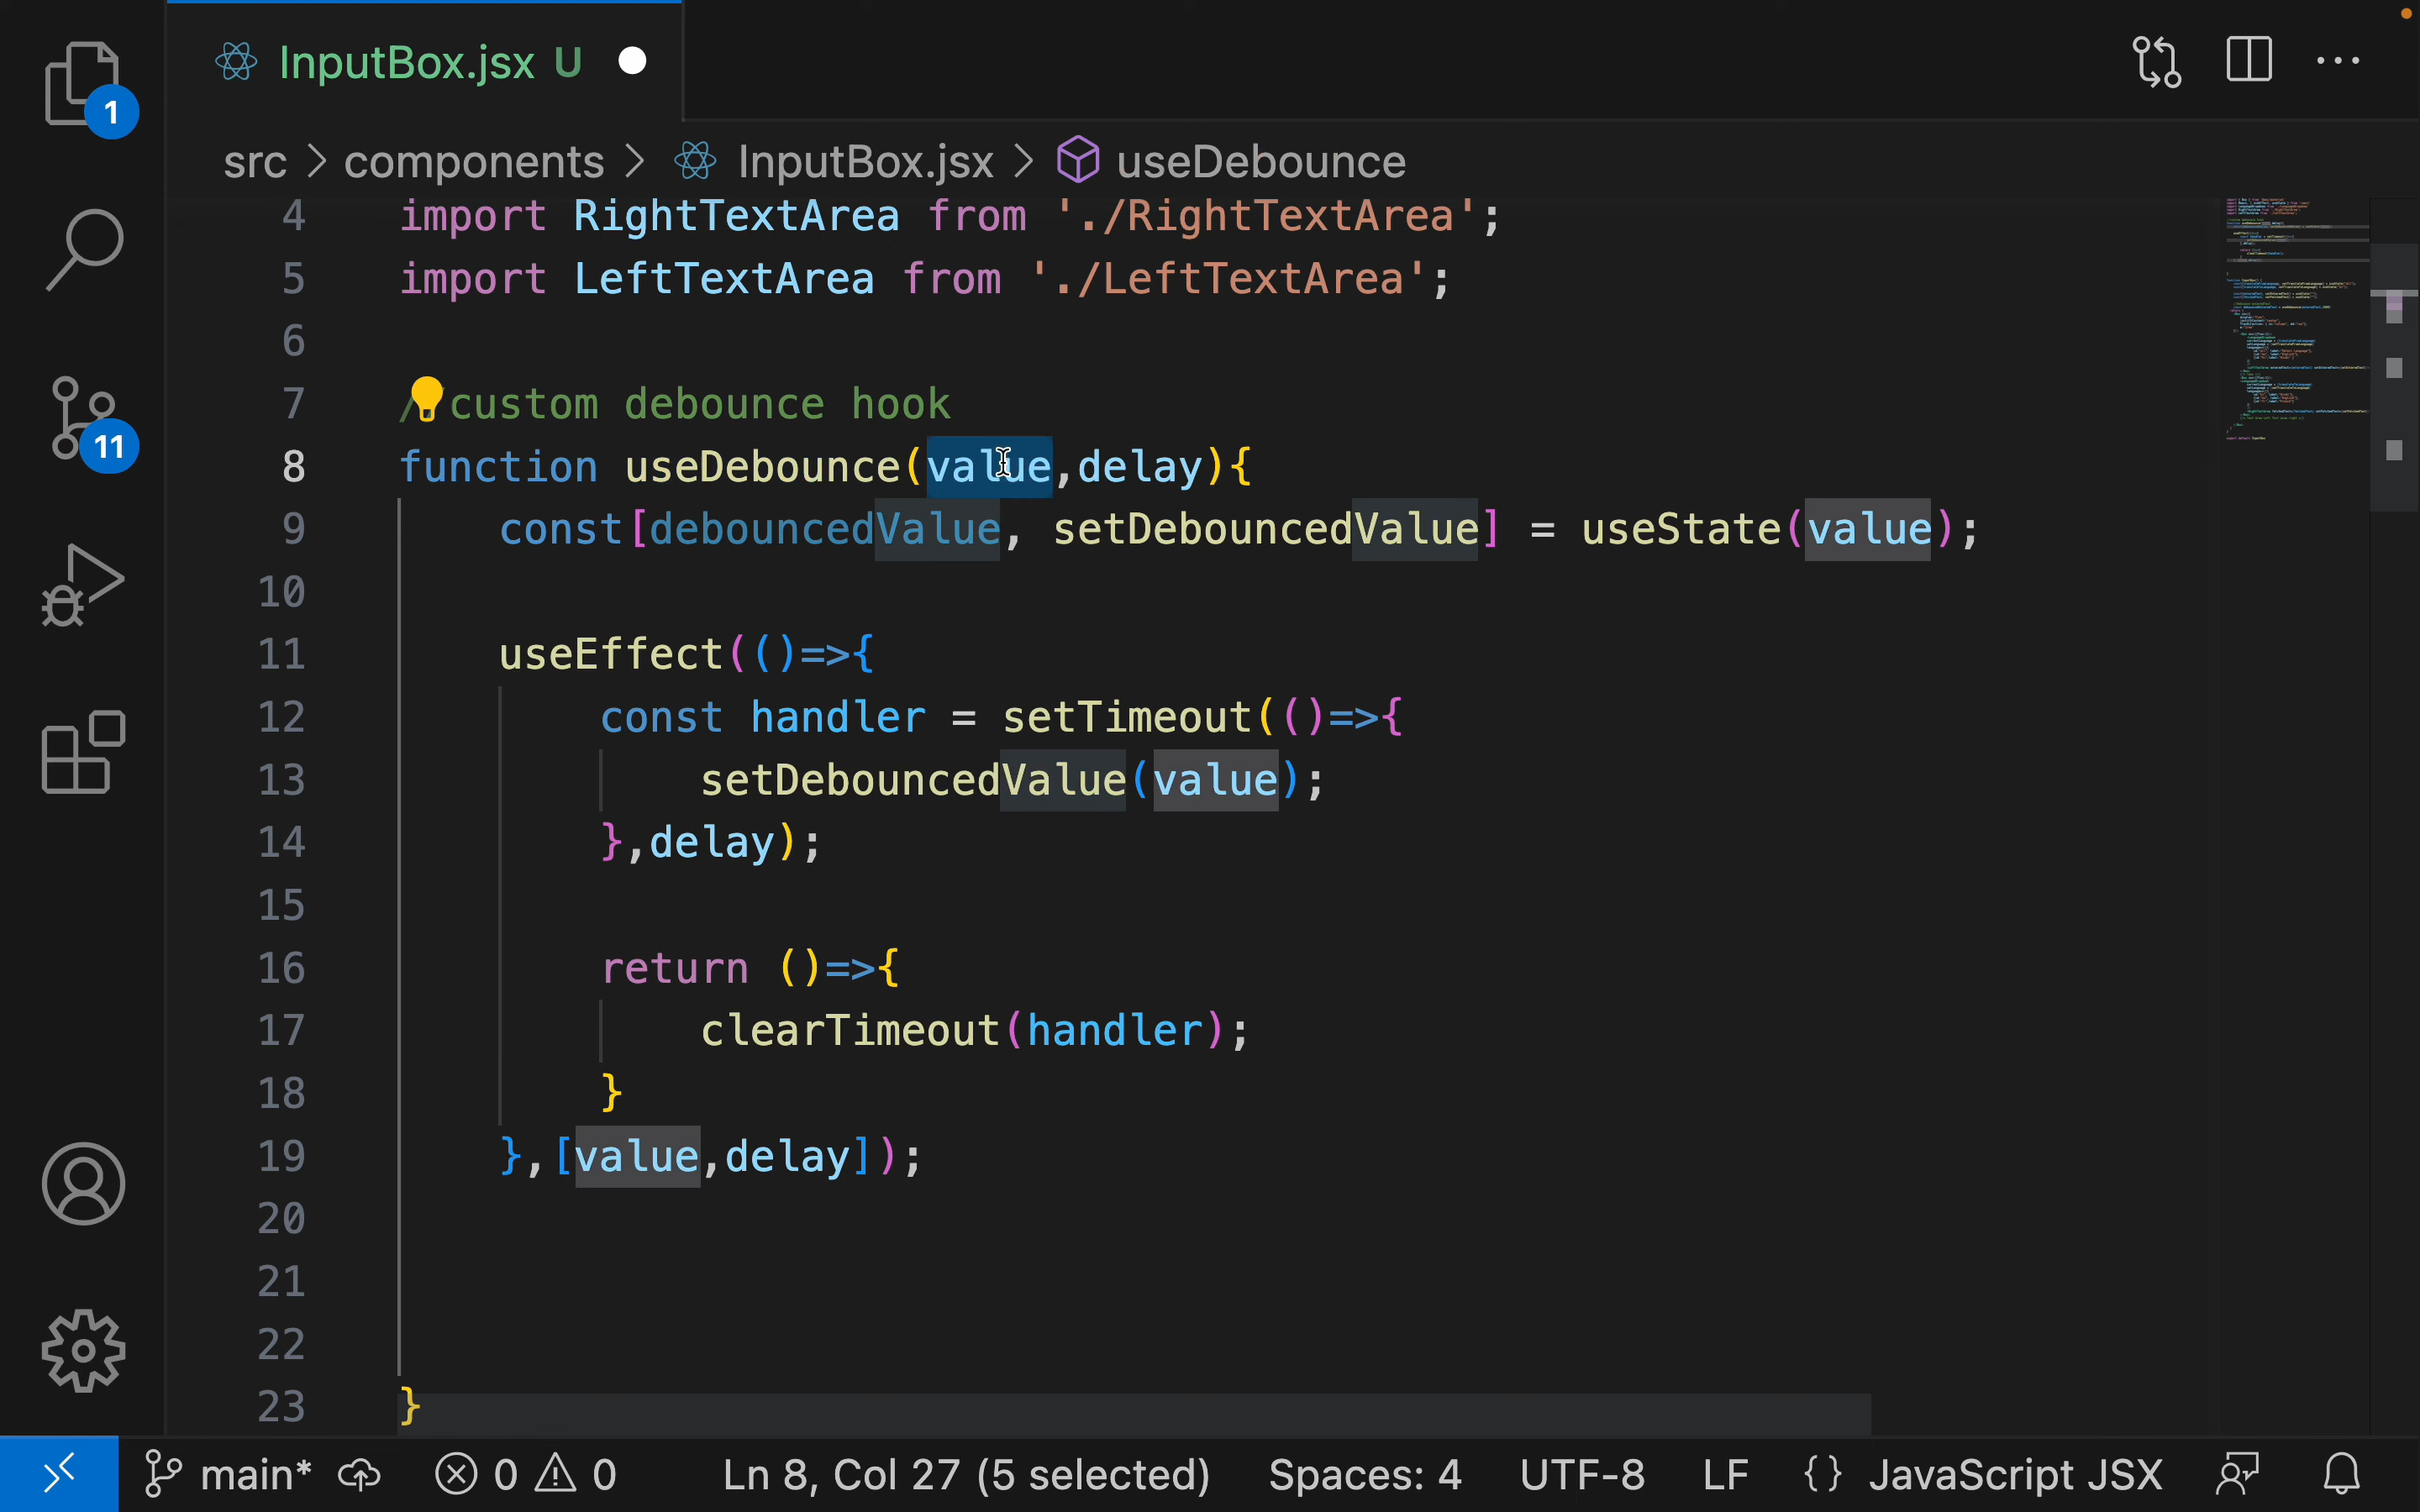 InputBox.jsx U
1
src > components > InputBox.jsx > useDebounce
4 import RightTextArea from './RightTextArea';
5 import LeftTextArea from './LeftTextArea';
6
7 custom debounce hook
8 function useDebounce(value,delay){
9 const[debouncedValue, setDebouncedValue] = useState(value);
10
11 useEffect(()=>{
12 const handler = setTimeout(()=>{
13 setDebouncedValue(value);
14 },delay);
15
16 return ()=>{
17 clearTimeout(handler);
18 }
19 },[value,delay]);
20
21
22
23 }
11
main* 0 0 Ln 8, Col 27 (5 selected) Spaces: 4 UTF-8 LF {} JavaScript JSX